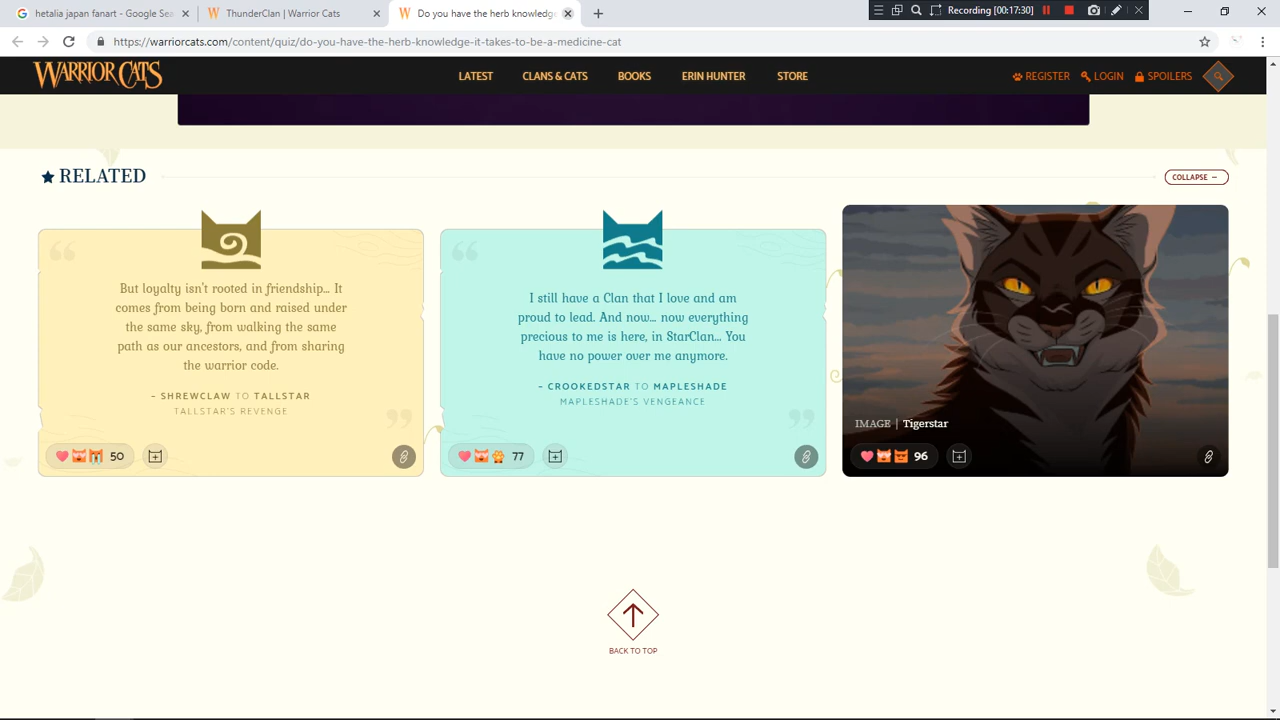 hetalia japan fanart - Google Sea
ThunderClan | Warrior Cats
Do you have the herb knowledge
Recording [00:17:30]
https://warriorcats.com/content/quiz/do-you-have-the-herb-knowledge-it-takes-to-be-a-medicine-cat
WARRIOR CATS
LATEST
CLANS & CATS
BOOKS
ERIN HUNTER
STORE
REGISTER
LOGIN
SPOILERS
RELATED
COLLAPSE –
But loyalty isn't rooted in friendship... It
comes from being born and raised under
the same sky, from walking the same
path as our ancestors, and from sharing
the warrior code.
– SHREWCLAW TO TALLSTAR
TALLSTAR'S REVENGE
50
I still have a Clan that I love and am
proud to lead. And now... now everything
precious to me is here, in StarClan... You
have no power over me anymore.
– CROOKEDSTAR TO MAPLESHADE
MAPLESHADE'S VENGEANCE
77
IMAGE | Tigerstar
96
BACK TO TOP